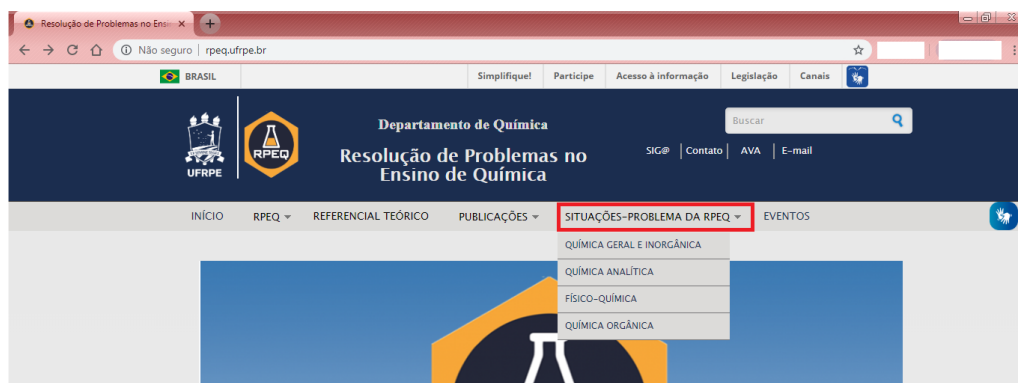 Resolução de Problemas no Ensi
Não seguro | rpeq.ufrpe.br
BRASIL Simplifique! Participe Acesso à informação Legislação Canais
UFRPE
RPEQ
Departamento de Química
Resolução de Problemas no
Ensino de Química
Buscar
SIG@ | Contato | AVA | E-mail
INÍCIO RPEQ REFERENCIAL TEÓRICO PUBLICAÇÕES SITUAÇÕES-PROBLEMA DA RPEQ EVENTOS
QUÍMICA GERAL E INORGÂNICA
QUÍMICA ANALÍTICA
FÍSICO-QUÍMICA
QUÍMICA ORGÂNICA